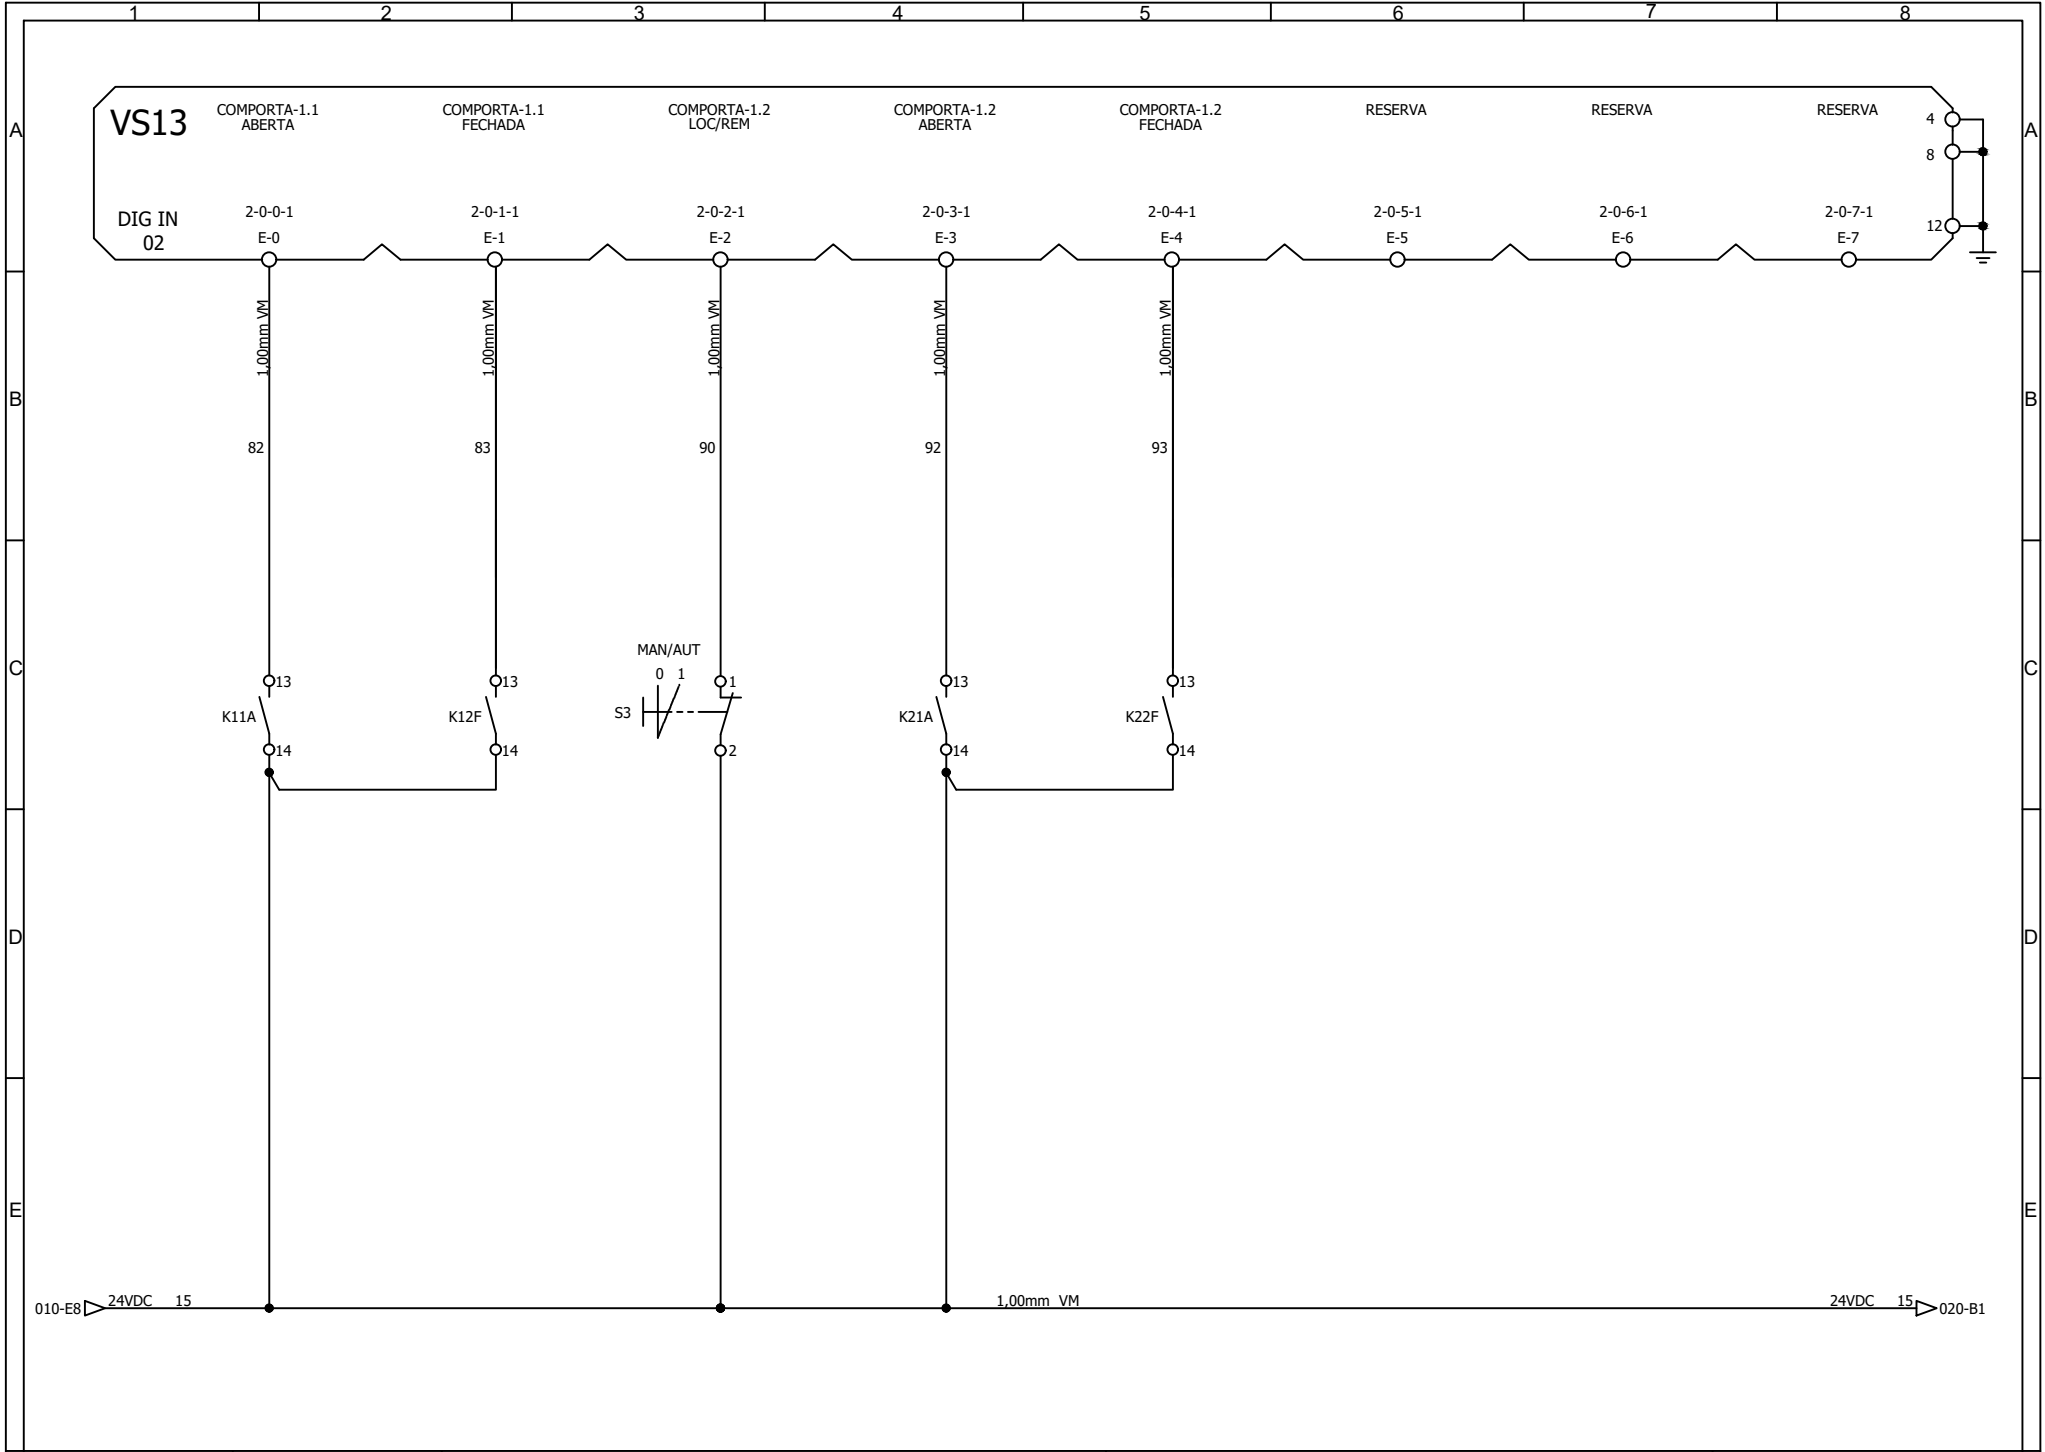 1 2 3 4 5 6 7 8
A A
VS13
COMPORTA-1.1
ABERTA
COMPORTA-1.1
FECHADA
COMPORTA-1.2
LOC/REM
COMPORTA-1.2
ABERTA
COMPORTA-1.2
FECHADA
RESERVA
RESERVA
RESERVA
4
8
12
DIG IN
02
2-0-0-1
E-0
2-0-1-1
E-1
2-0-2-1
E-2
2-0-3-1
E-3
2-0-4-1
E-4
2-0-5-1
E-5
2-0-6-1
E-6
2-0-7-1
E-7
1,00mm VM
1,00mm VM
1,00mm VM
1,00mm VM
1,00mm VM
B B
82 83 90 92 93
C C
MAN/AUT
0 1
13 13 1 13 13
K11A K12F S3 K21A K22F
14 14 2 14 14
D D
E E
010-E8 24VDC 15 1,00mm VM 24VDC 15 020-B1